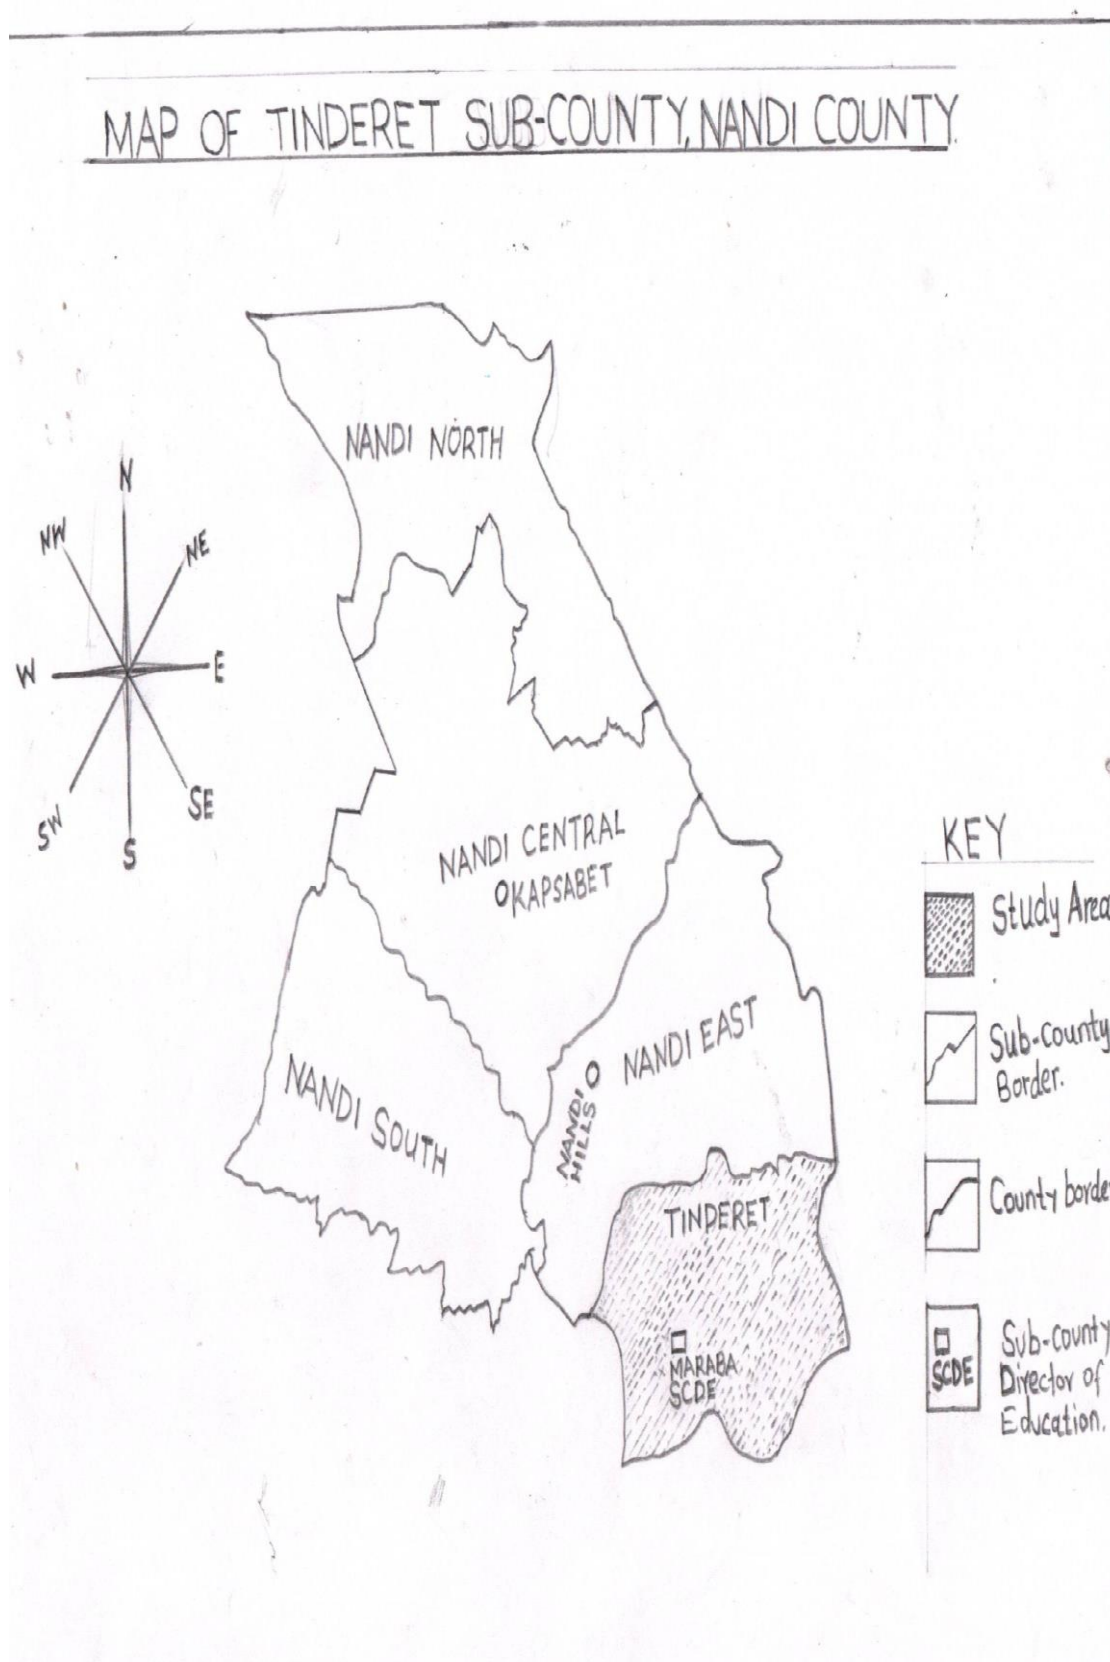 MAP OF TINDERET SUB-COUNTY, NANDI COUNTY.
NANDI NORTH
N
NW
NE
W
E
SW
SE
S
NANDI CENTRAL
KAPSABET
KEY
Study Area
Sub-county
Border.
NANDI EAST
NANDI
HILLS
NANDI SOUTH
TINDERET
County borde
MARABA
SCDE
SCDE
Sub-county
Director of
Education.